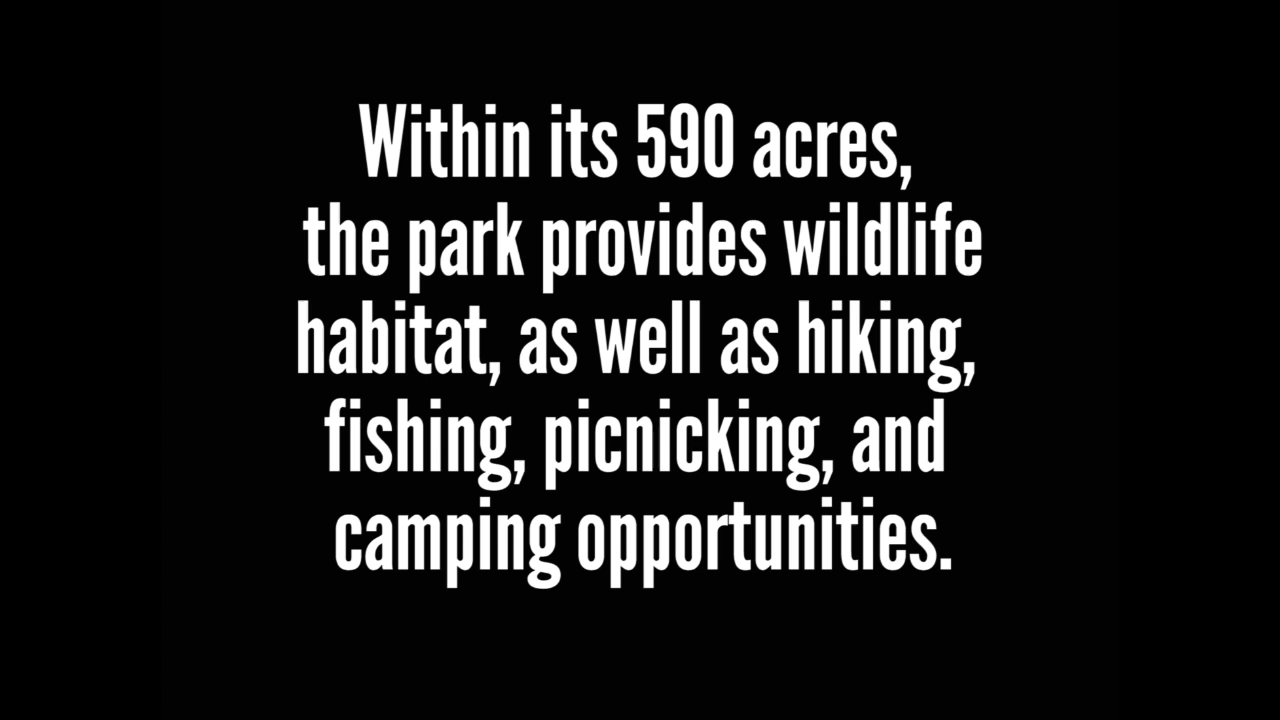 Within its 590 acres,
the park provides wildlife
habitat, as well as hiking,
fishing, picnicking, and
camping opportunities.